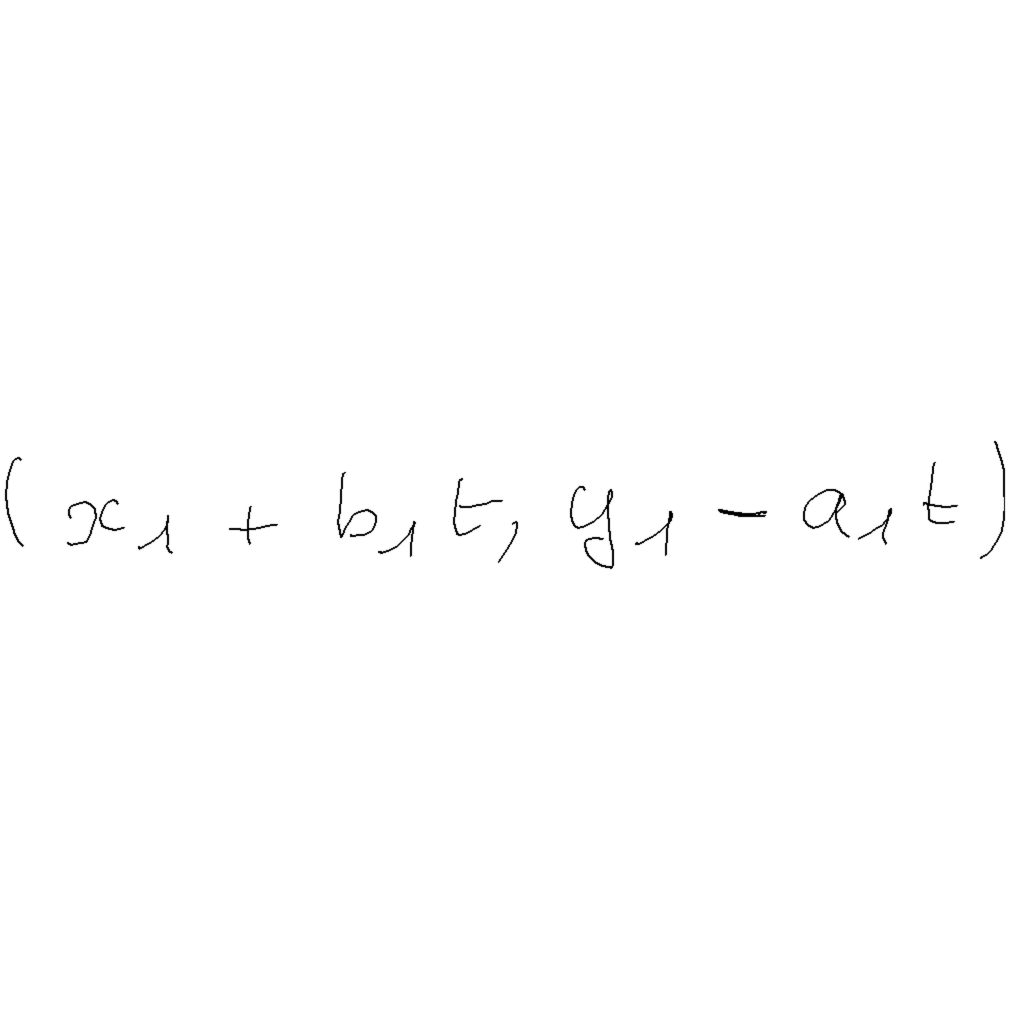 (x₁ + b₁t, y₁ − a₁t)